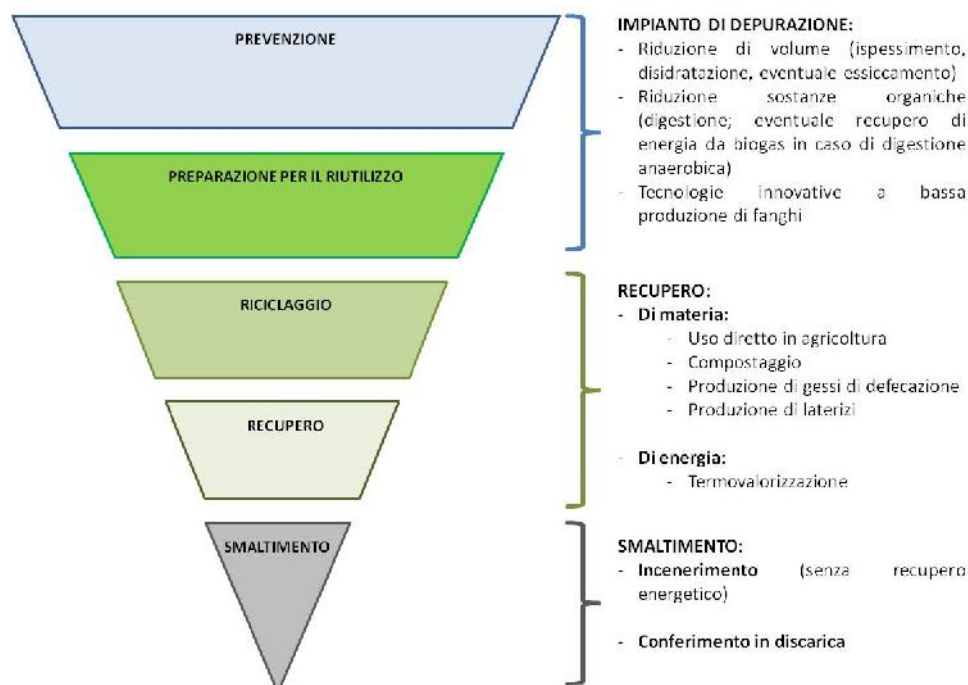 PREVENZIONE
PREPARAZIONE PER IL RIUTILIZZO
RICICLAGGIO
RECUPERO
SMALTIMENTO
IMPIANTO DI DEPURAZIONE:
- Riduzione di volume (ispessimento,
disidratazione, eventuale essiccamento)
- Riduzione sostanze organiche
(digestione; eventuale recupero di
energia da biogas in caso di digestione
anaerobica)
- Tecnologie innovative a bassa
produzione di fanghi
RECUPERO:
- Di materia:
- Uso diretto in agricoltura
- Compostaggio
- Produzione di gessi di defecazione
- Produzione di laterizi
- Di energia:
- Termovalorizzazione
SMALTIMENTO:
- Incenerimento (senza recupero
energetico)
- Conferimento in discarica